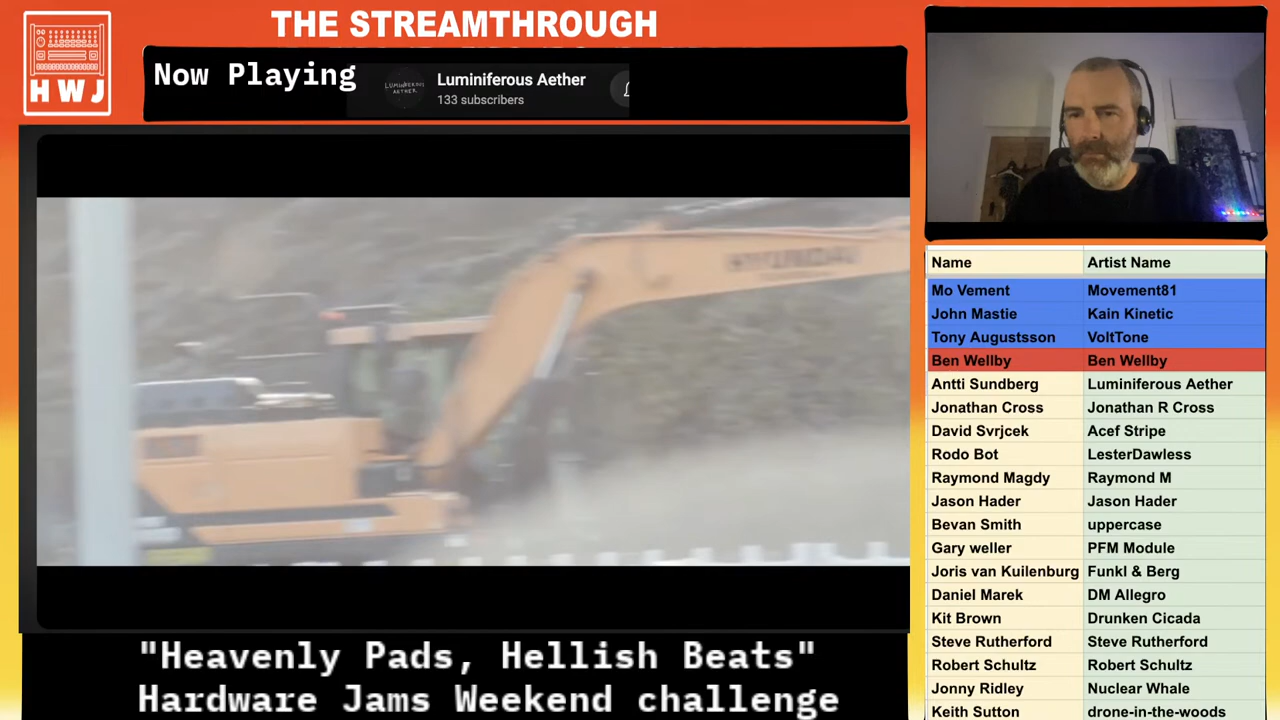 THE STREAMTHROUGH
HWJ
Now Playing
LUMINIFEROUS
AETHER
Luminiferous Aether
133 subscribers
HYUNDAI
"Heavenly Pads, Hellish Beats"
Hardware Jams Weekend challenge
Name Artist Name
Mo Vement Movement81
John Mastie Kain Kinetic
Tony Augustsson VoltTone
Ben Wellby Ben Wellby
Antti Sundberg Luminiferous Aether
Jonathan Cross Jonathan R Cross
David Svrjcek Acef Stripe
Rodo Bot LesterDawless
Raymond Magdy Raymond M
Jason Hader Jason Hader
Bevan Smith uppercase
Gary weller PFM Module
Joris van Kuilenburg Funkl & Berg
Daniel Marek DM Allegro
Kit Brown Drunken Cicada
Steve Rutherford Steve Rutherford
Robert Schultz Robert Schultz
Jonny Ridley Nuclear Whale
Keith Sutton drone-in-the-woods